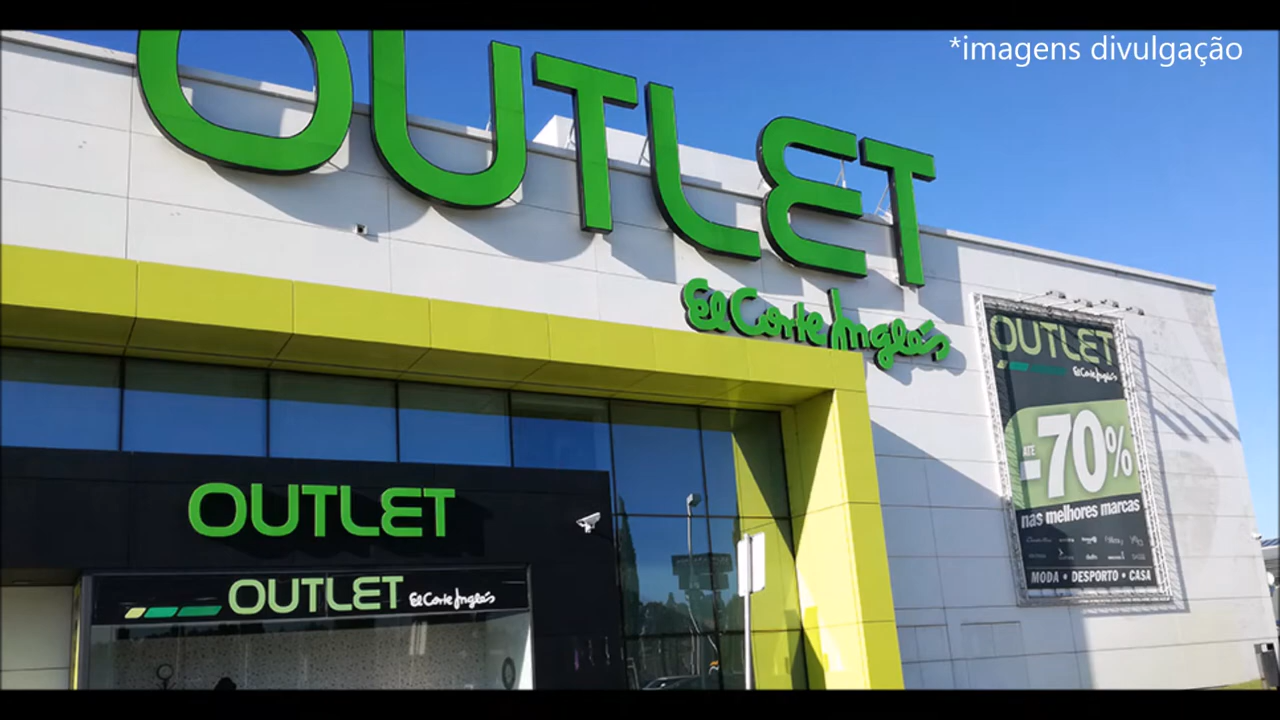 *imagens divulgação
OUTLET
El Corte Inglés
OUTLET
El Corte Inglés
ATÉ
-70%
nas melhores marcas
MODA • DESPORTO • CASA
OUTLET
OUTLET El Corte Inglés